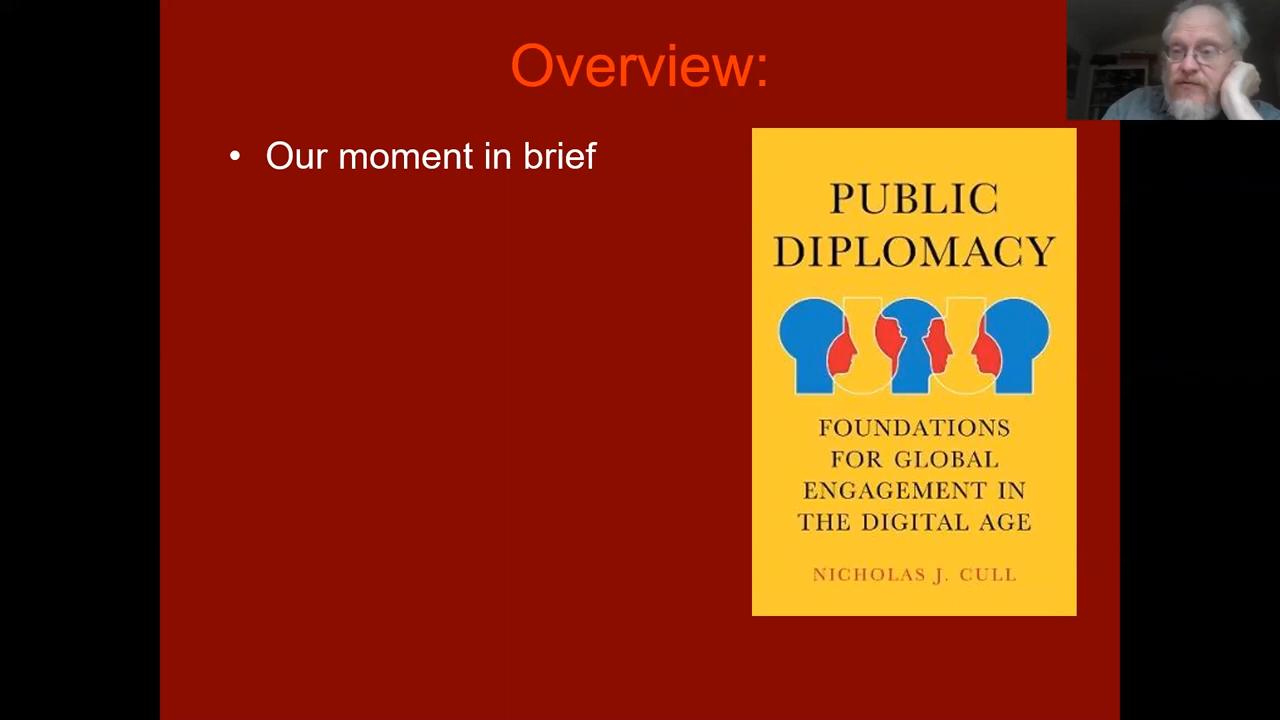 Overview:
• Our moment in brief
PUBLIC
DIPLOMACY
FOUNDATIONS
FOR GLOBAL
ENGAGEMENT IN
THE DIGITAL AGE
NICHOLAS J. CULL